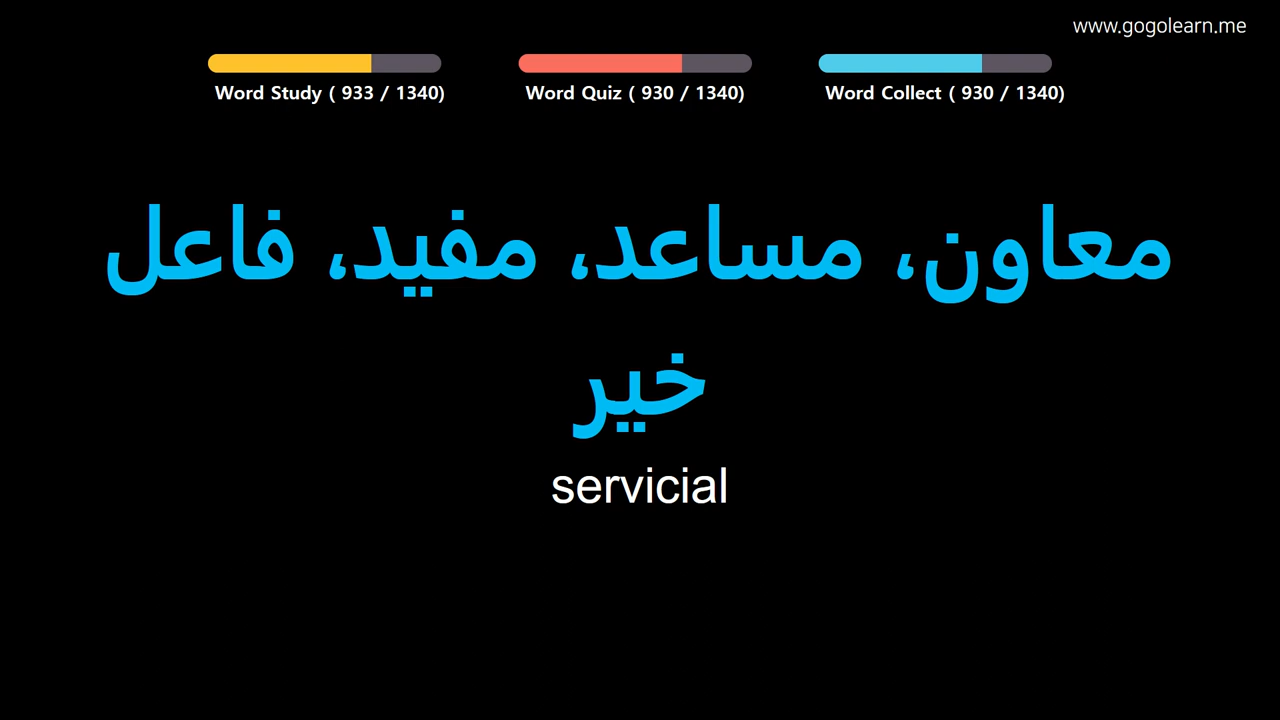 www.gogolearn.me
Word Study ( 933 / 1340)
Word Quiz ( 930 / 1340)
Word Collect ( 930 / 1340)
معاون، مساعد، مفيد، فاعل
خير
servicial